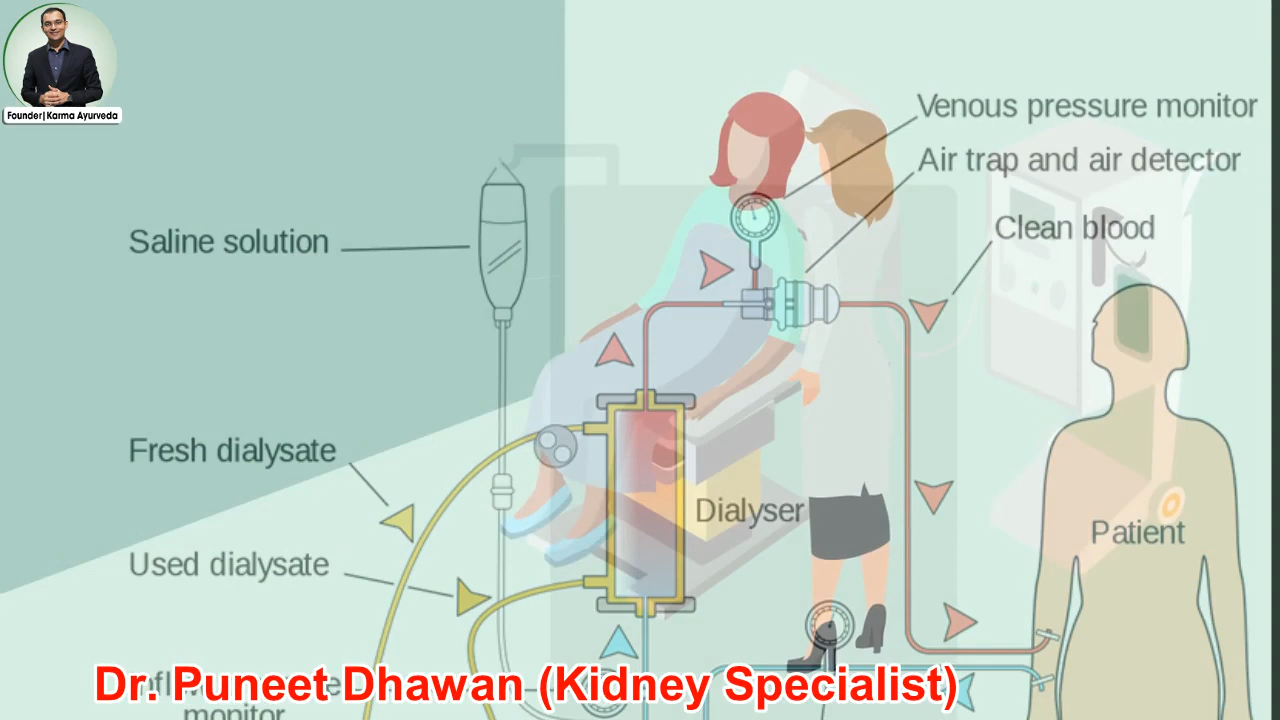 Founder|Karma Ayurveda
Venous pressure monitor
Air trap and air detector
Clean blood
Saline solution
Fresh dialysate
Dialyser
Patient
Used dialysate
Dr. Puneet Dhawan (Kidney Specialist)
monitor